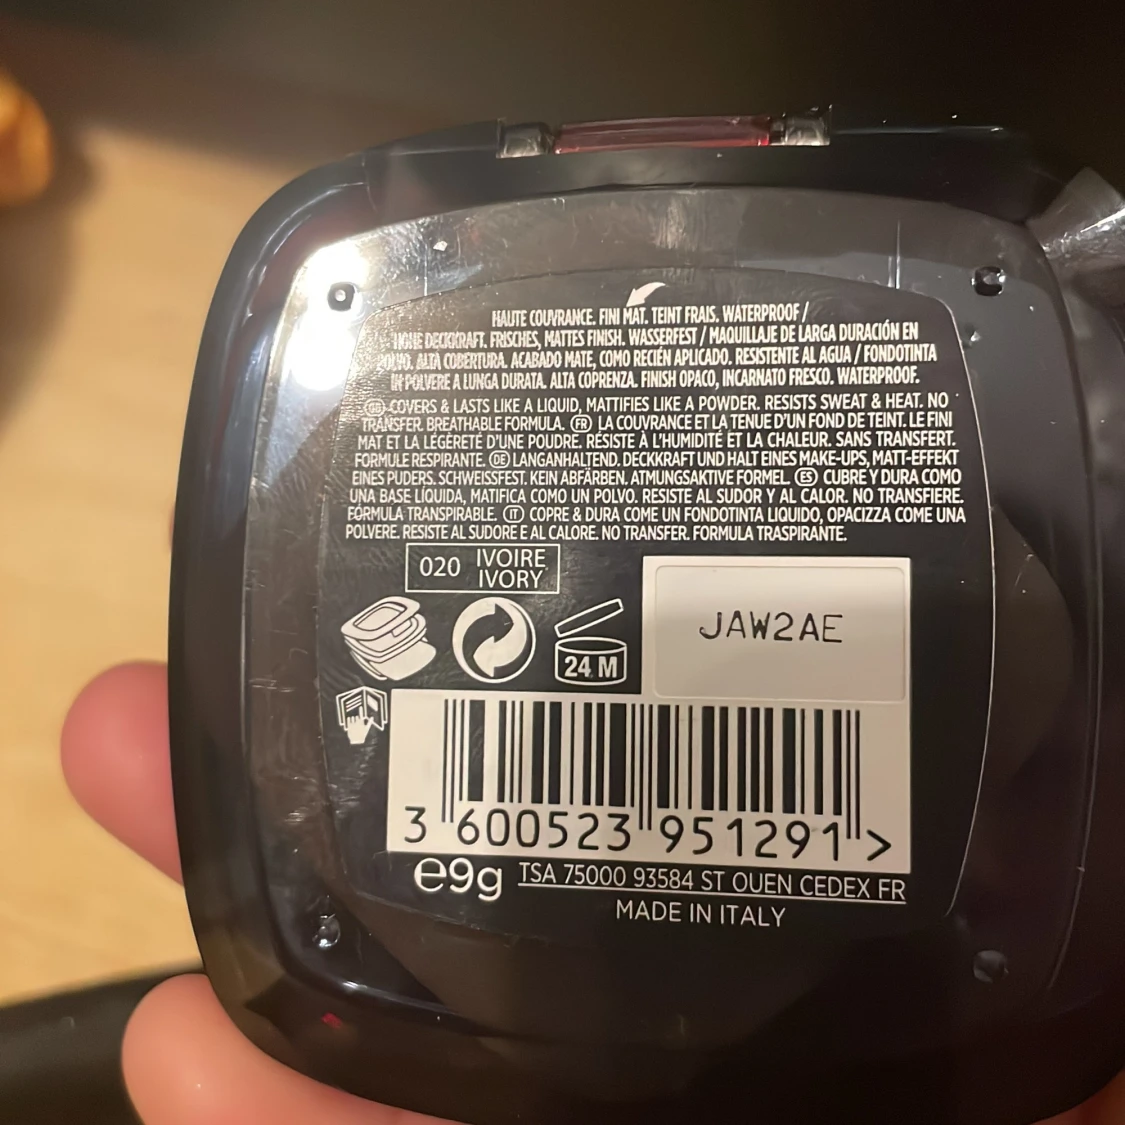 HAUTE COUVRANCE. FINI MAT. TEINT FRAIS. WATERPROOF /
HOHE DECKKRAFT. FRISCHES, MATTES FINISH. WASSERFEST / MAQUILLAJE DE LARGA DURACIÓN EN
POLVO. ALTA COBERTURA. ACABADO MATE, COMO RECIÉN APLICADO. RESISTENTE AL AGUA / FONDOTINTA
IN POLVERE A LUNGA DURATA. ALTA COPRENZA. FINISH OPACO, INCARNATO FRESCO. WATERPROOF.
GB COVERS & LASTS LIKE A LIQUID, MATTIFIES LIKE A POWDER. RESISTS SWEAT & HEAT. NO
TRANSFER. BREATHABLE FORMULA. FR LA COUVRANCE ET LA TENUE D'UN FOND DE TEINT. LE FINI
MAT ET LA LÉGÈRETÉ D'UNE POUDRE. RÉSISTE À L'HUMIDITÉ ET LA CHALEUR. SANS TRANSFERT.
FORMULE RESPIRANTE. DE LANGANHALTEND. DECKKRAFT UND HALT EINES MAKE-UPS, MATT-EFFEKT
EINES PUDERS. SCHWEISSFEST. KEIN ABFÄRBEN. ATMUNGSAKTIVE FORMEL. ES CUBRE Y DURA COMO
UNA BASE LÍQUIDA, MATIFICA COMO UN POLVO. RESISTE AL SUDOR Y AL CALOR. NO TRANSFIERE.
FÓRMULA TRANSPIRABLE. IT COPRE & DURA COME UN FONDOTINTA LIQUIDO, OPACIZZA COME UNA
POLVERE. RESISTE AL SUDORE E AL CALORE. NO TRANSFER. FORMULA TRASPIRANTE.
020 IVOIRE
IVORY
JAW2AE
24 M
3 600523 951291 >
e9g TSA 75000 93584 ST OUEN CEDEX FR
MADE IN ITALY